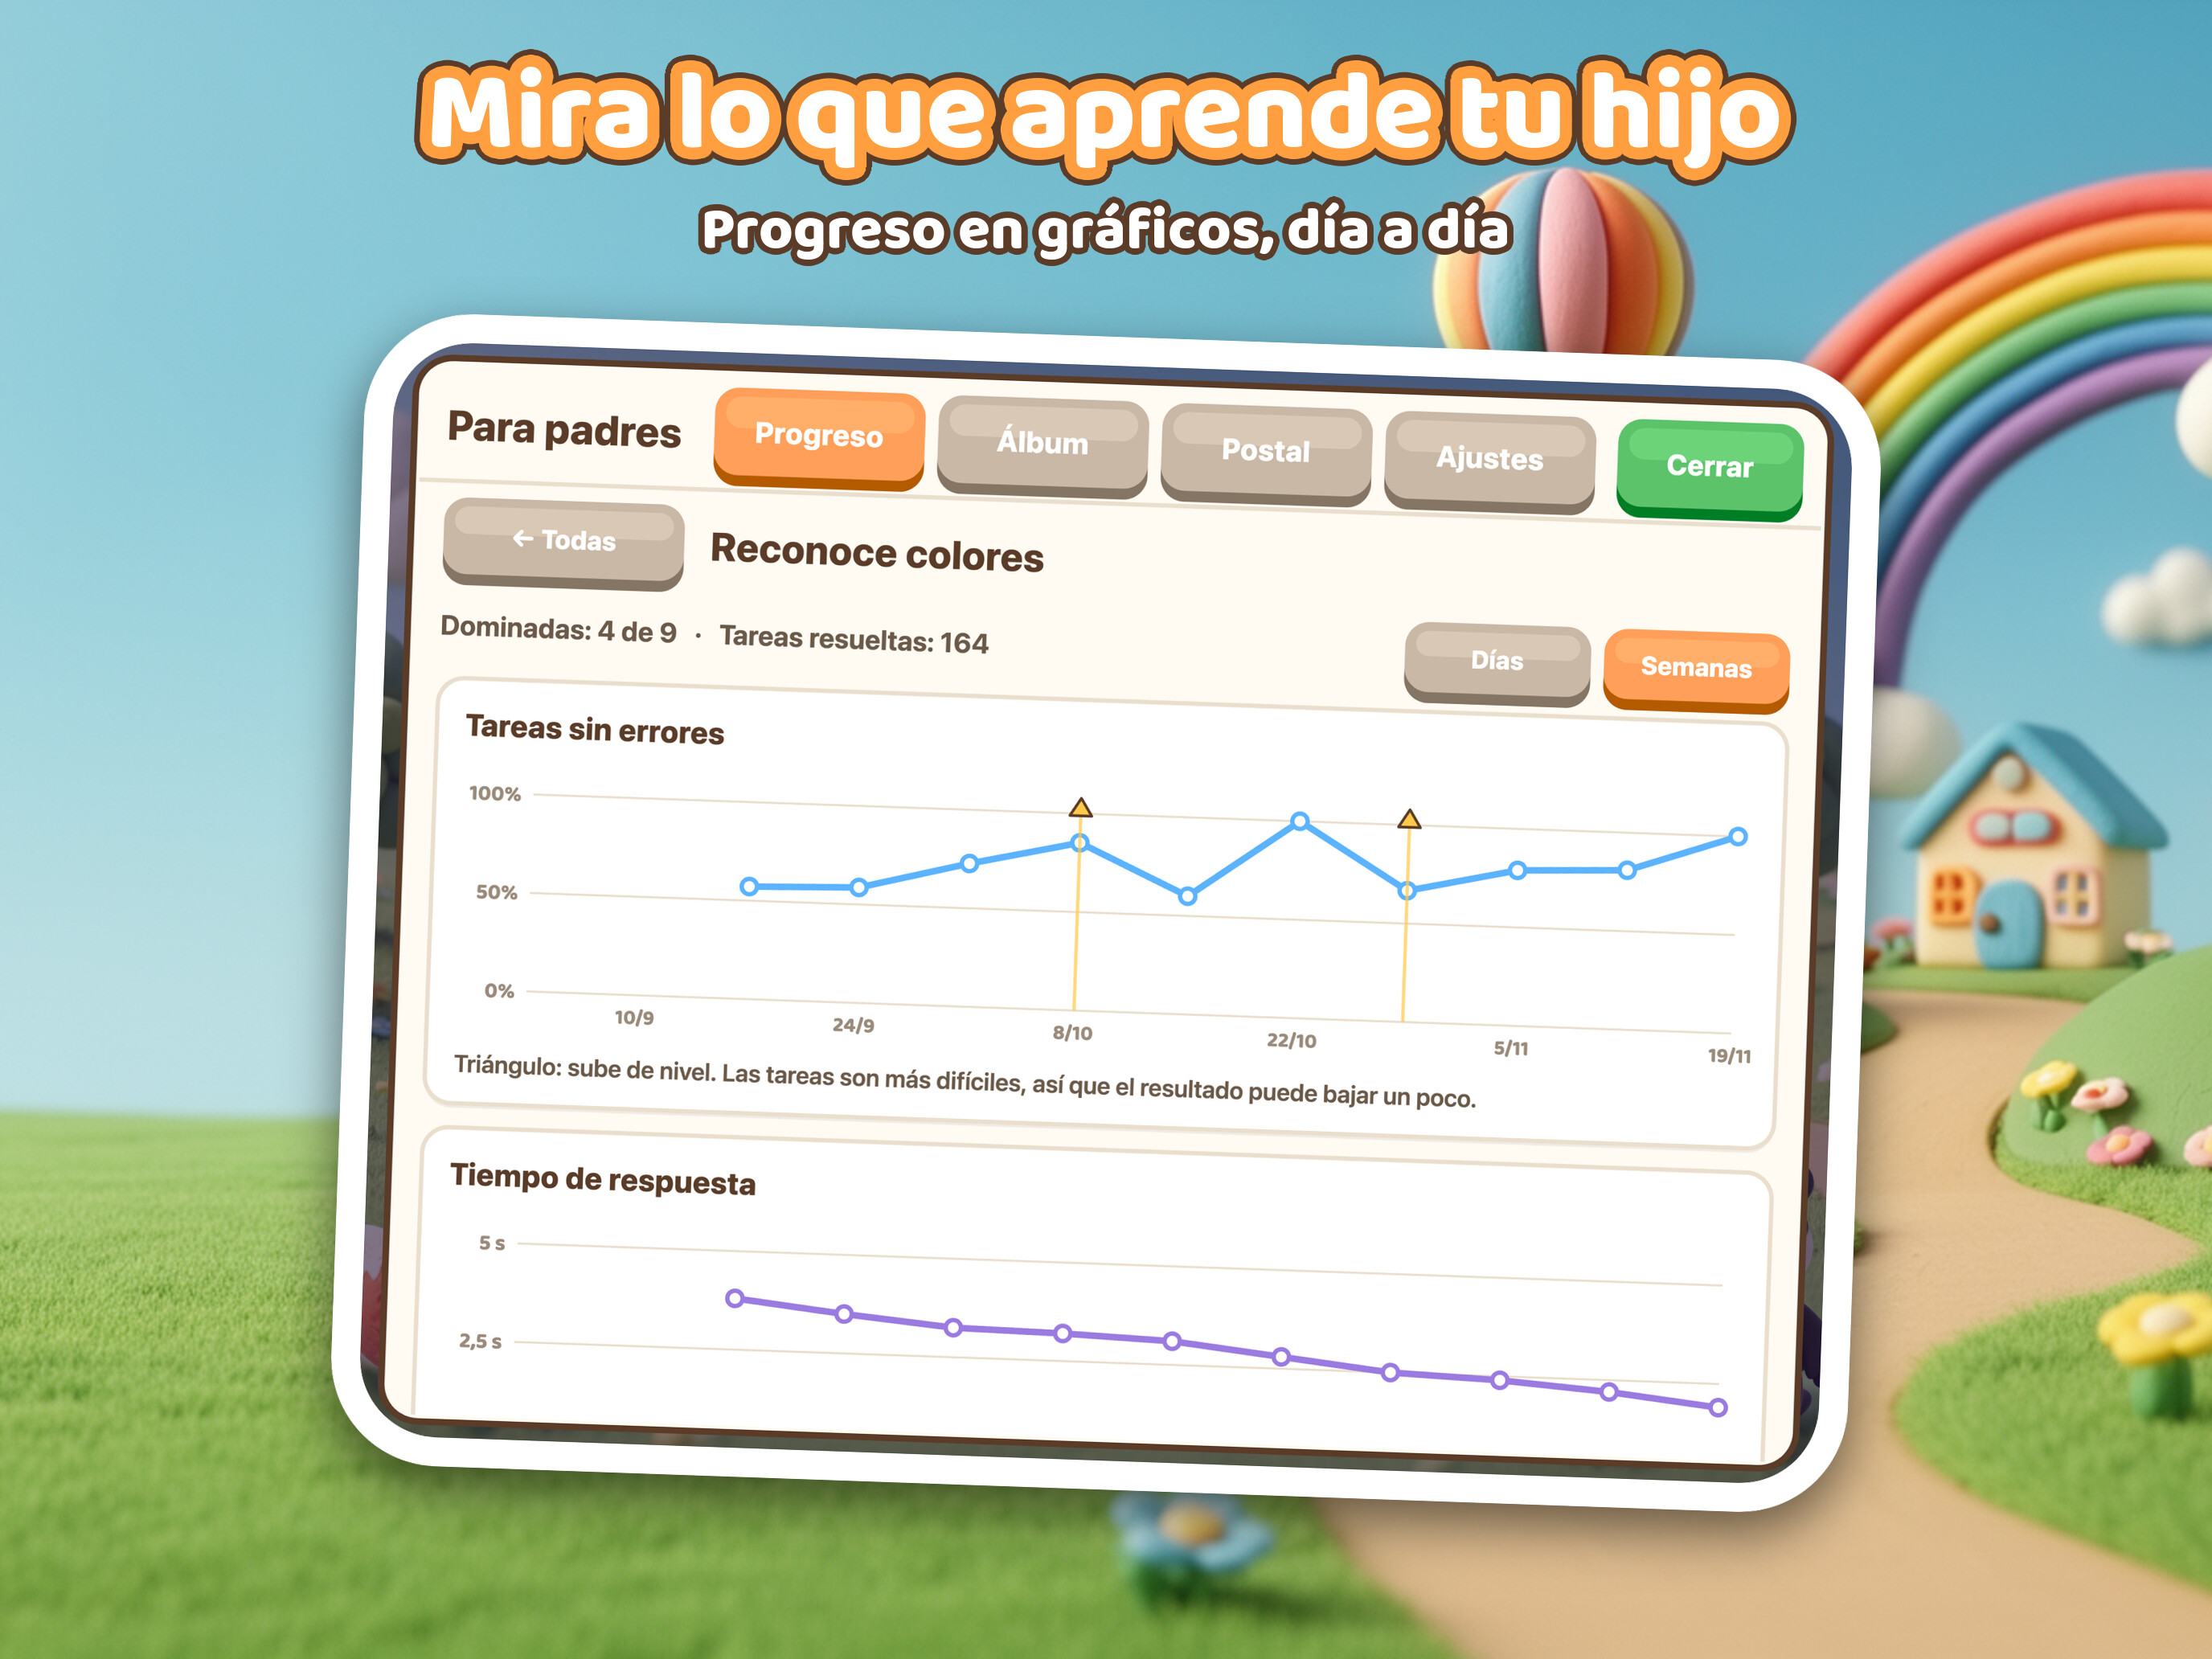 Mira lo que aprende tu hijo
Progreso en gráficos, día a día
Para padres
Progreso
Álbum
Postal
Ajustes
Cerrar
← Todas
Reconoce colores
Dominadas: 4 de 9 · Tareas resueltas: 164
Días
Semanas
Tareas sin errores
100%
50%
0%
10/9
24/9
8/10
22/10
5/11
19/11
Triángulo: sube de nivel. Las tareas son más difíciles, así que el resultado puede bajar un poco.
Tiempo de respuesta
5 s
2,5 s